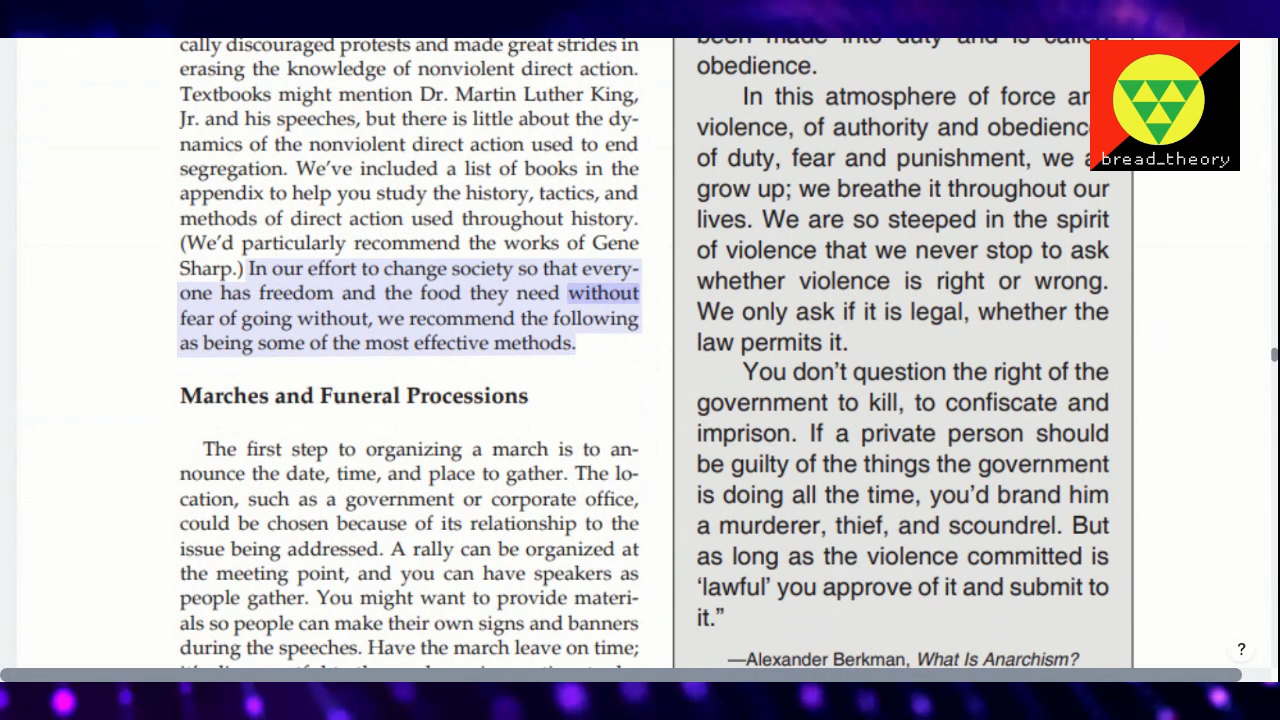 cally discouraged protests and made great strides in
erasing the knowledge of nonviolent direct action.
Textbooks might mention Dr. Martin Luther King,
Jr. and his speeches, but there is little about the dy-
namics of the nonviolent direct action used to end
segregation. We've included a list of books in the
appendix to help you study the history, tactics, and
methods of direct action used throughout history.
(We'd particularly recommend the works of Gene
Sharp.) In our effort to change society so that every-
one has freedom and the food they need without
fear of going without, we recommend the following
as being some of the most effective methods.
Marches and Funeral Processions
The first step to organizing a march is to an-
nounce the date, time, and place to gather. The lo-
cation, such as a government or corporate office,
could be chosen because of its relationship to the
issue being addressed. A rally can be organized at
the meeting point, and you can have speakers as
people gather. You might want to provide materi-
als so people can make their own signs and banners
during the speeches. Have the march leave on time;
been made into duty and is called
obedience.
In this atmosphere of force
violence, of authority and
of duty, fear and punishment, we
grow up; we breathe it throughout our
lives. We are so steeped in the spirit
of violence that we never stop to ask
whether violence is right or wrong.
We only ask if it is legal, whether the
law permits it.
You don't question the right of the
government to kill, to confiscate and
imprison. If a private person should
be guilty of the things the government
is doing all the time, you'd brand him
a murderer, thief, and scoundrel. But
as long as the violence committed is
'lawful' you approve of it and submit to
it.”
—Alexander Berkman, What Is Anarchism?
bread_theory
?